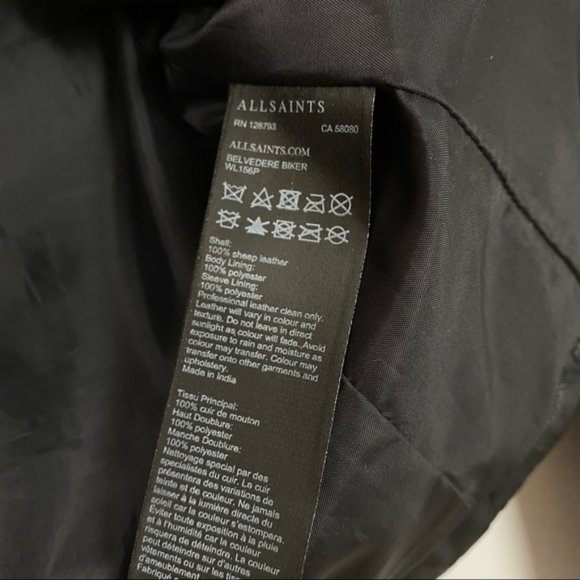 ALLSAINTS
RN 128793 CA 58080
ALLSAINTS.COM
BELVEDERE BIKER
WL156P
Shell:
100% sheep leather
Body Lining:
100% polyester
Sleeve Lining:
100% polyester
Professional leather clean only.
Leather will vary in colour and
texture. Do not leave in direct
sunlight as colour will fade. Avoid
exposure to rain and moisture as
colour may transfer. Colour may
transfer onto other garments and
upholstery.
Made in India
Tissu Principal:
100% cuir de mouton
Haut Doublure:
100% polyester
Manche Doublure:
100% polyester
Nettoyage special par des
specialistes du cuir. Le cuir
présentera des variations de
teinte et de couleur. Ne jamais
laisser à la lumière directe du
soleil car la couleur s'estompera.
Éviter toute exposition à la pluie
et à l'humidité car la couleur
risquera de déteindre. La couleur
peut déteindre sur d'autres
vêtements ou sur les tissus
d'ameublement.
Fabriqué